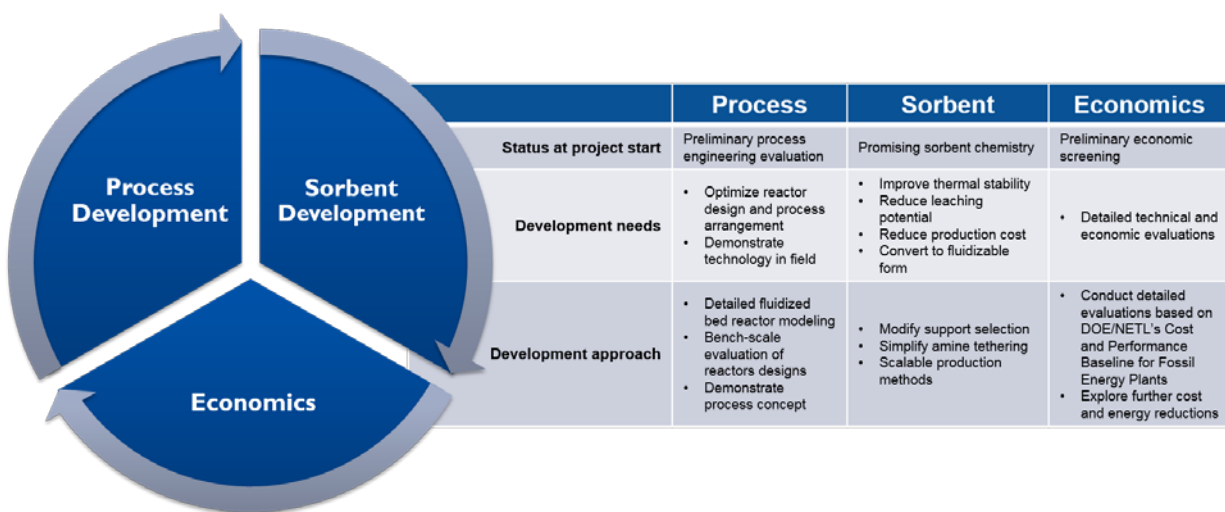 Process
Development
Sorbent
Development
Economics
Process Sorbent Economics
Status at project start
Preliminary process
engineering evaluation
Promising sorbent chemistry
Preliminary economic
screening
Development needs
• Optimize reactor
design and process
arrangement
• Demonstrate
technology in field
• Improve thermal stability
• Reduce leaching
potential
• Reduce production cost
• Convert to fluidizable
form
• Detailed technical and
economic evaluations
Development approach
• Detailed fluidized
bed reactor modeling
• Bench-scale
evaluation of
reactors designs
• Demonstrate
process concept
• Modify support selection
• Simplify amine tethering
• Scalable production
methods
• Conduct detailed
evaluations based on
DOE/NETL's Cost
and Performance
Baseline for Fossil
Energy Plants
• Explore further cost
and energy reductions